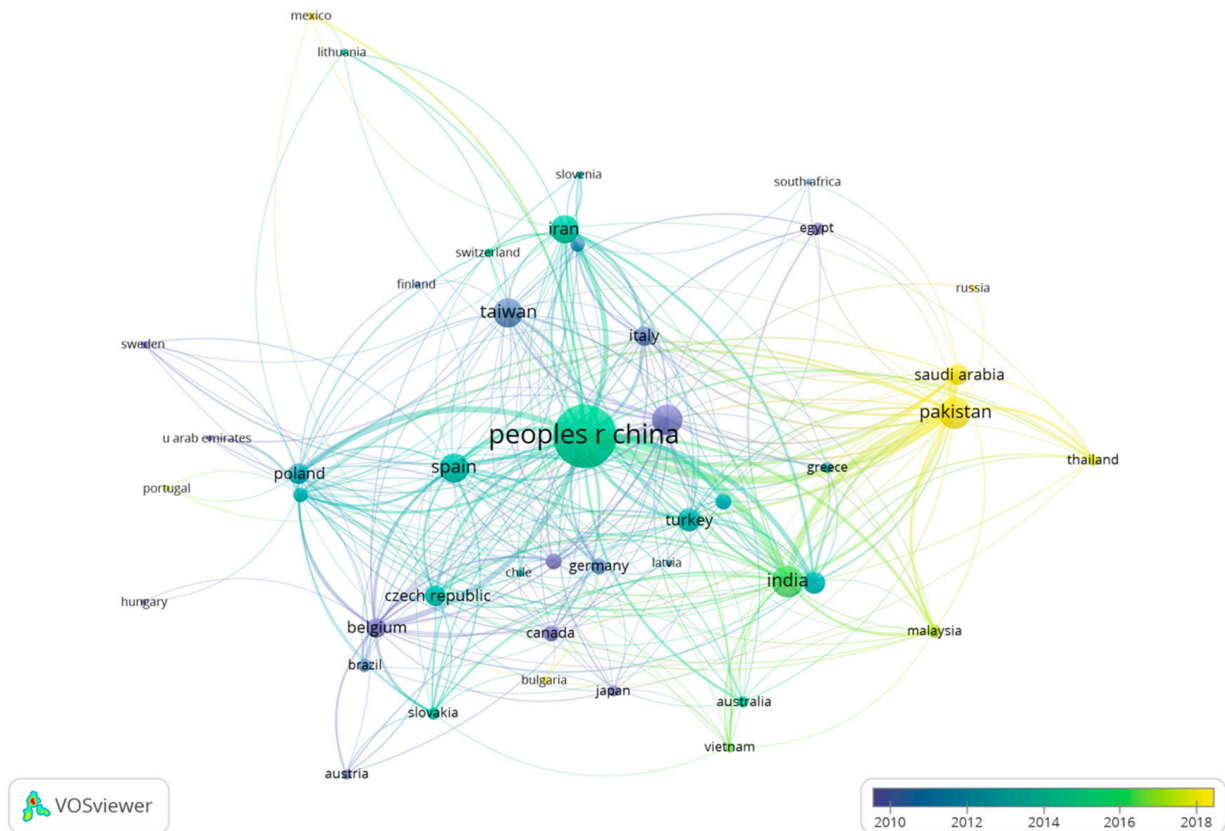 mexico
lithuania
slovenia
south africa
iran
egypt
switzerland
finland
russia
taiwan
italy
sweden
saudi arabia
pakistan
peoples r china
u arab emirates
thailand
poland
spain
greece
portugal
turkey
latvia
germany
chile
india
czech republic
hungary
belgium
canada
malaysia
brazil
bulgaria
japan
australia
slovakia
vietnam
austria
VOSviewer
2010 2012 2014 2016 2018